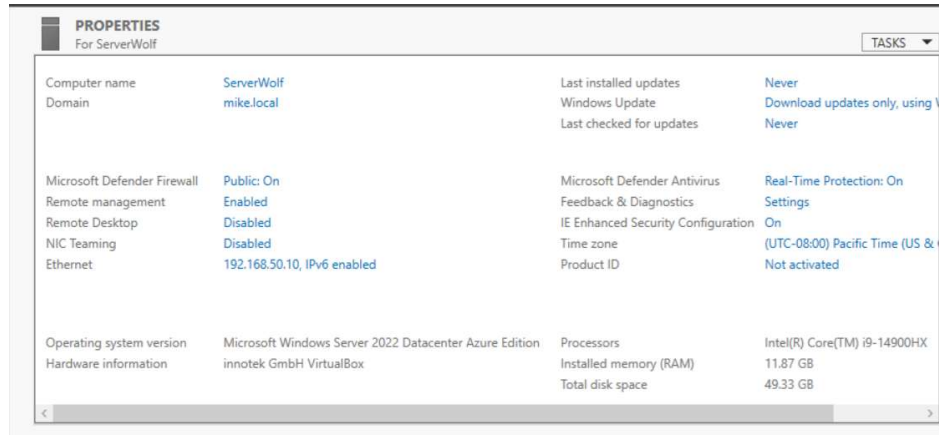 PROPERTIES
For ServerWolf
TASKS
Computer name ServerWolf Last installed updates Never
Domain mike.local Windows Update Download updates only, using
Last checked for updates Never
Microsoft Defender Firewall Public: On Microsoft Defender Antivirus Real-Time Protection: On
Remote management Enabled Feedback & Diagnostics Settings
Remote Desktop Disabled IE Enhanced Security Configuration On
NIC Teaming Disabled Time zone (UTC-08:00) Pacific Time (US &
Ethernet 192.168.50.10, IPv6 enabled Product ID Not activated
Operating system version Microsoft Windows Server 2022 Datacenter Azure Edition Processors Intel(R) Core(TM) i9-14900HX
Hardware information innotek GmbH VirtualBox Installed memory (RAM) 11.87 GB
Total disk space 49.33 GB